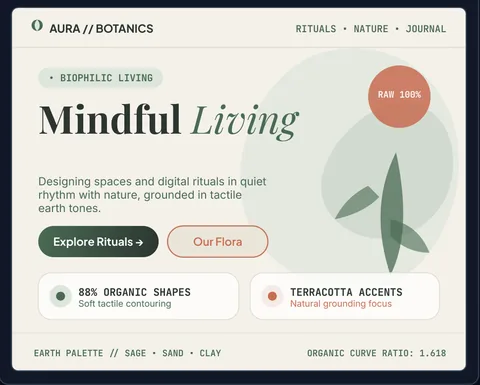 AURA // BOTANICS
RITUALS • NATURE • JOURNAL
• BIOPHILIC LIVING
RAW 100%
Mindful Living
Designing spaces and digital rituals in quiet
rhythm with nature, grounded in tactile
earth tones.
Explore Rituals →
Our Flora
88% ORGANIC SHAPES
Soft tactile contouring
TERRACOTTA ACCENTS
Natural grounding focus
EARTH PALETTE // SAGE • SAND • CLAY
ORGANIC CURVE RATIO: 1.618